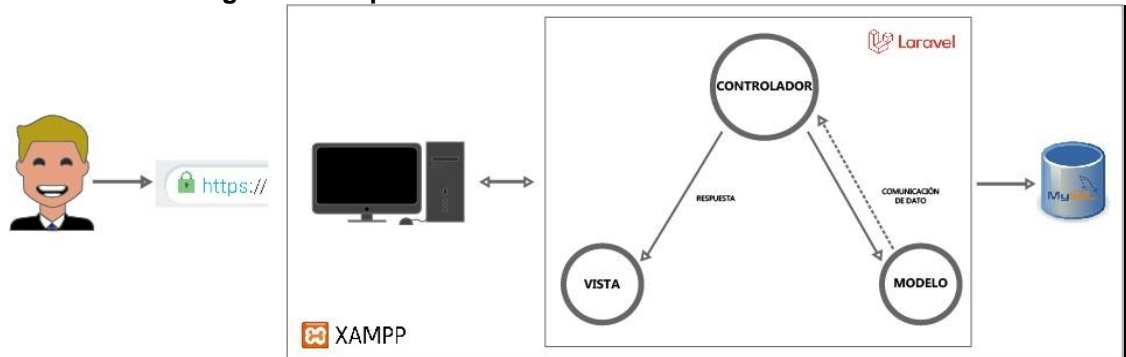 Laravel
CONTROLADOR
https://
RESPUESTA
COMUNICACIÓN
DE DATO
VISTA
MODELO
XAMPP